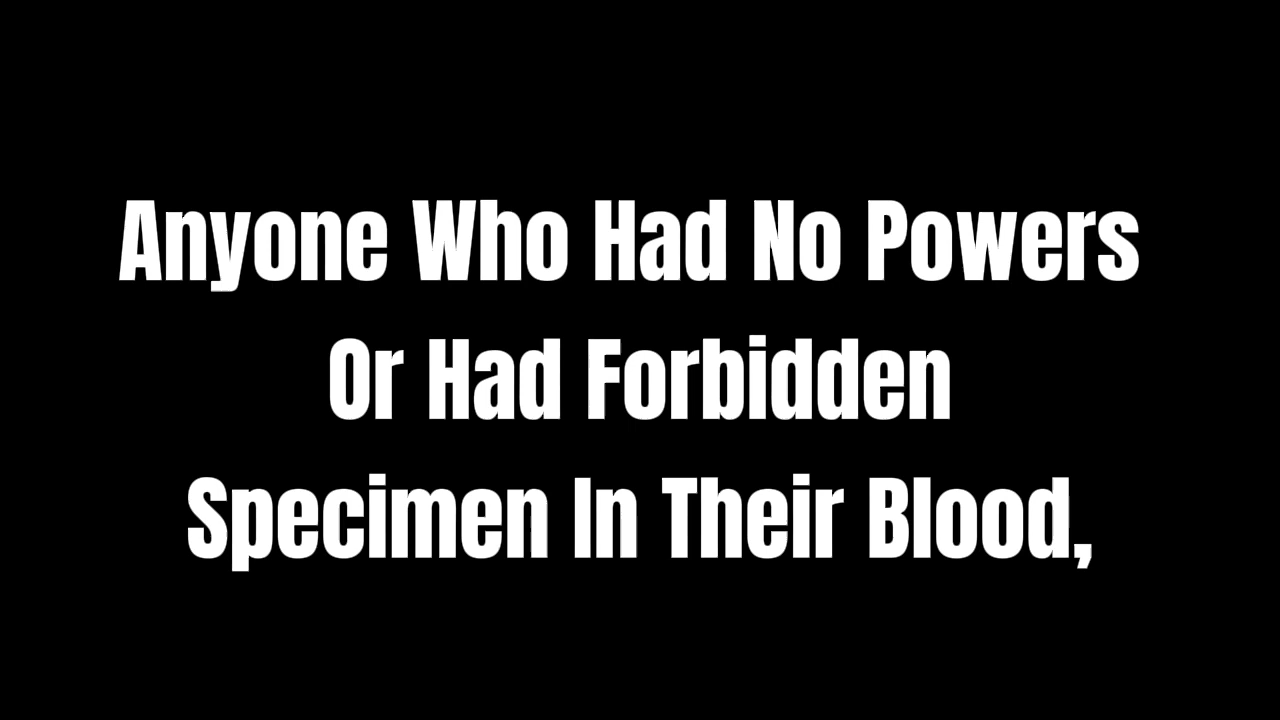 Anyone Who Had No Powers
Or Had Forbidden
Specimen In Their Blood,